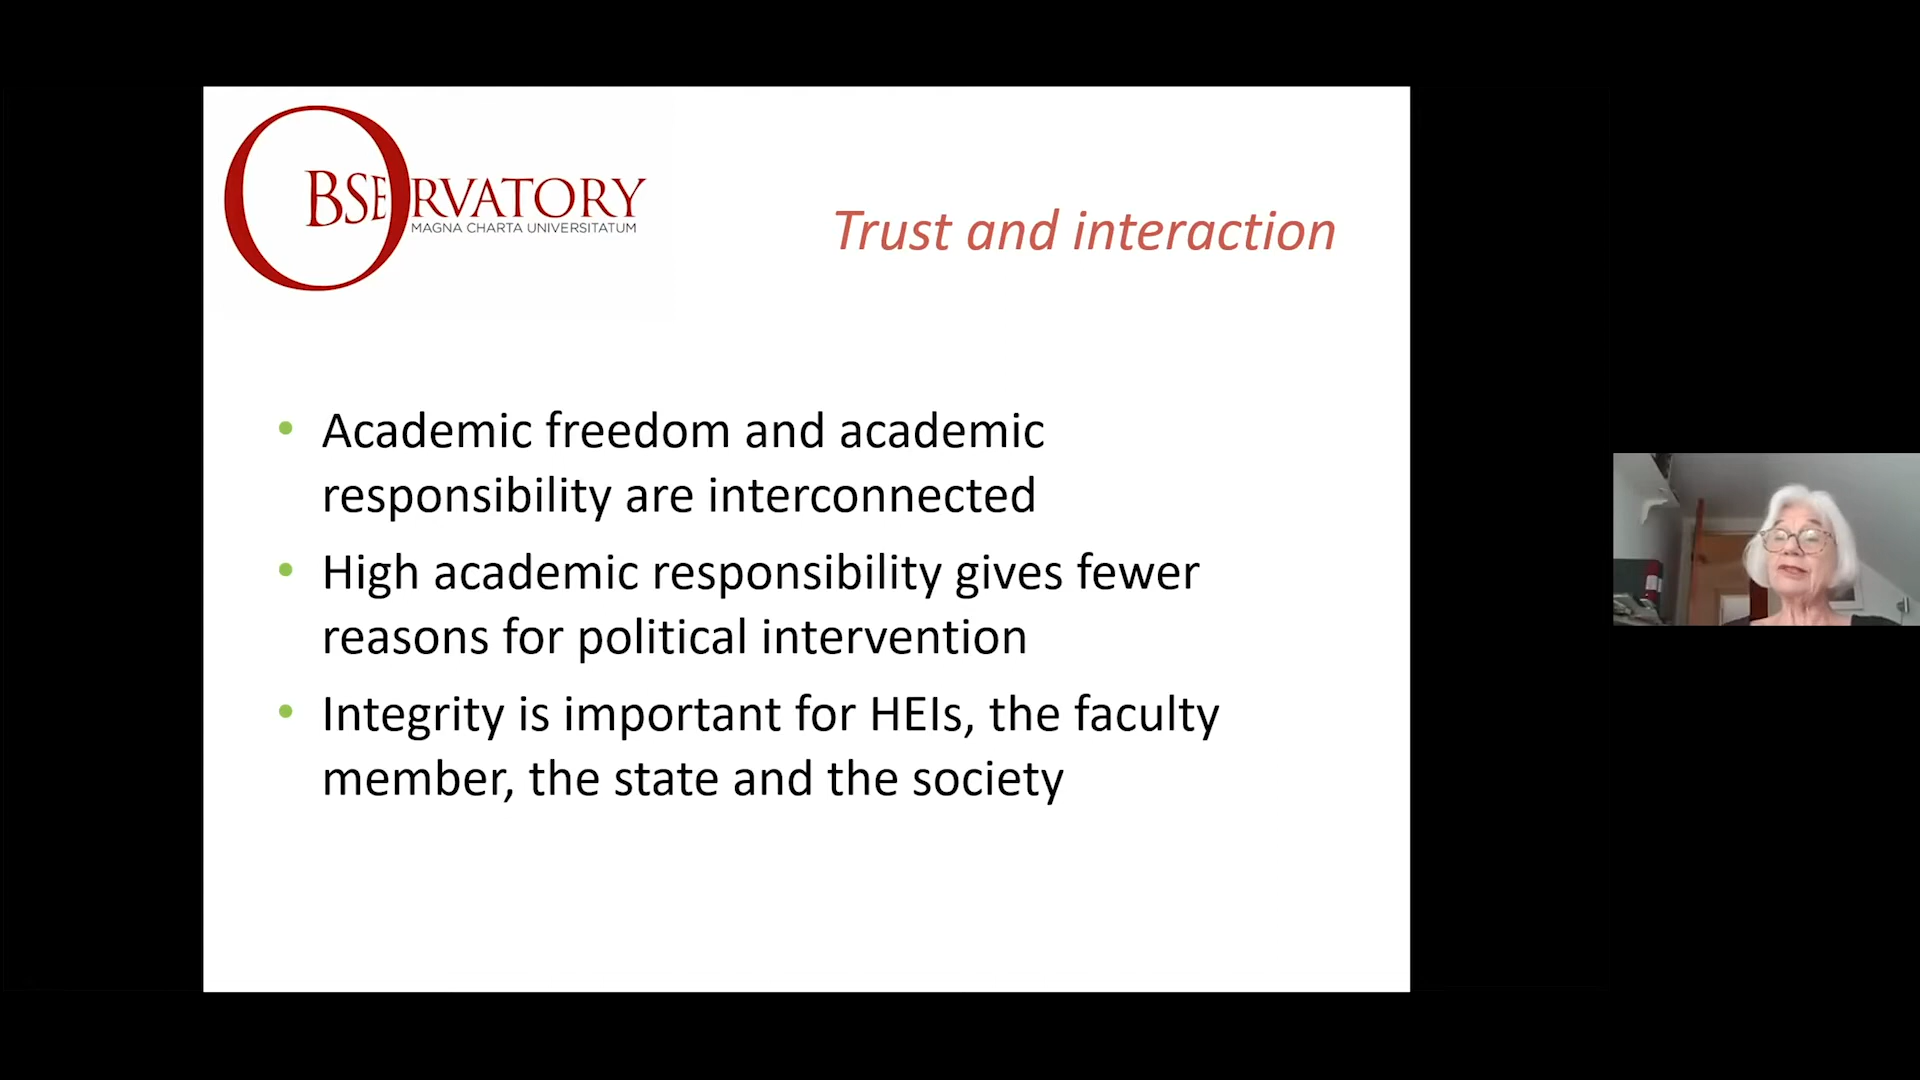 OBSERVATORY
MAGNA CHARTA UNIVERSITATUM
Trust and interaction
• Academic freedom and academic
responsibility are interconnected
• High academic responsibility gives fewer
reasons for political intervention
• Integrity is important for HEIs, the faculty
member, the state and the society